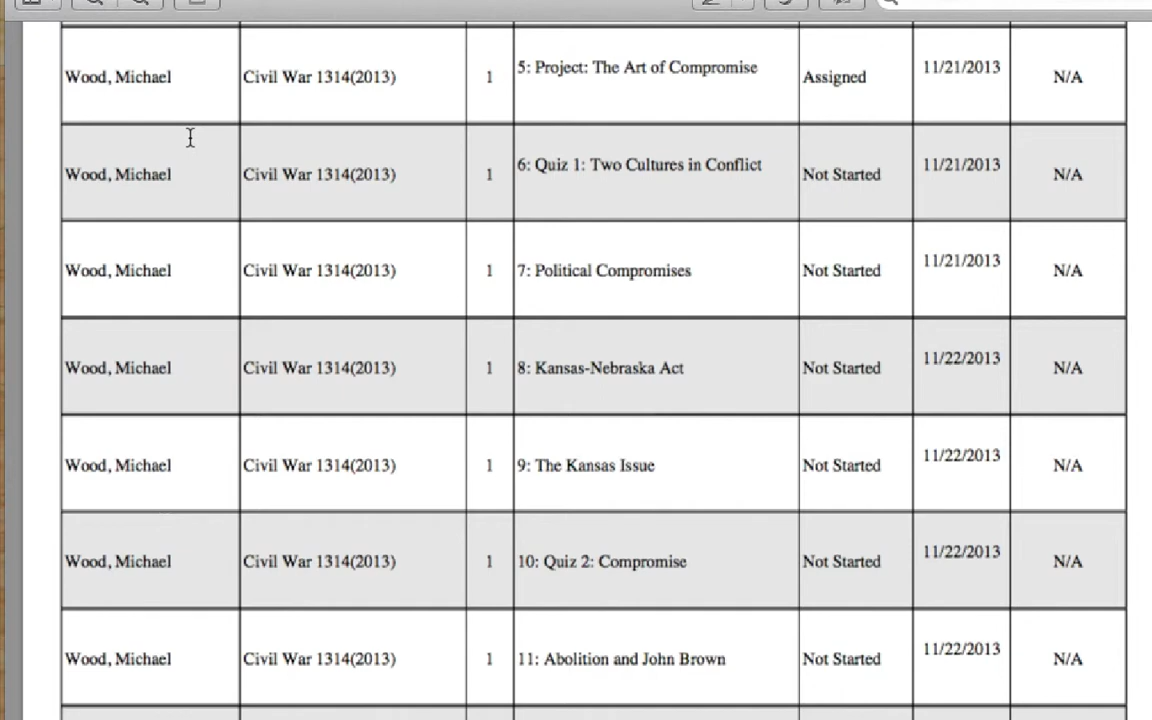 Wood, Michael Civil War 1314(2013) 1 5: Project: The Art of Compromise Assigned 11/21/2013 N/A
Wood, Michael Civil War 1314(2013) 1 6: Quiz 1: Two Cultures in Conflict Not Started 11/21/2013 N/A
Wood, Michael Civil War 1314(2013) 1 7: Political Compromises Not Started 11/21/2013 N/A
Wood, Michael Civil War 1314(2013) 1 8: Kansas-Nebraska Act Not Started 11/22/2013 N/A
Wood, Michael Civil War 1314(2013) 1 9: The Kansas Issue Not Started 11/22/2013 N/A
Wood, Michael Civil War 1314(2013) 1 10: Quiz 2: Compromise Not Started 11/22/2013 N/A
Wood, Michael Civil War 1314(2013) 1 11: Abolition and John Brown Not Started 11/22/2013 N/A